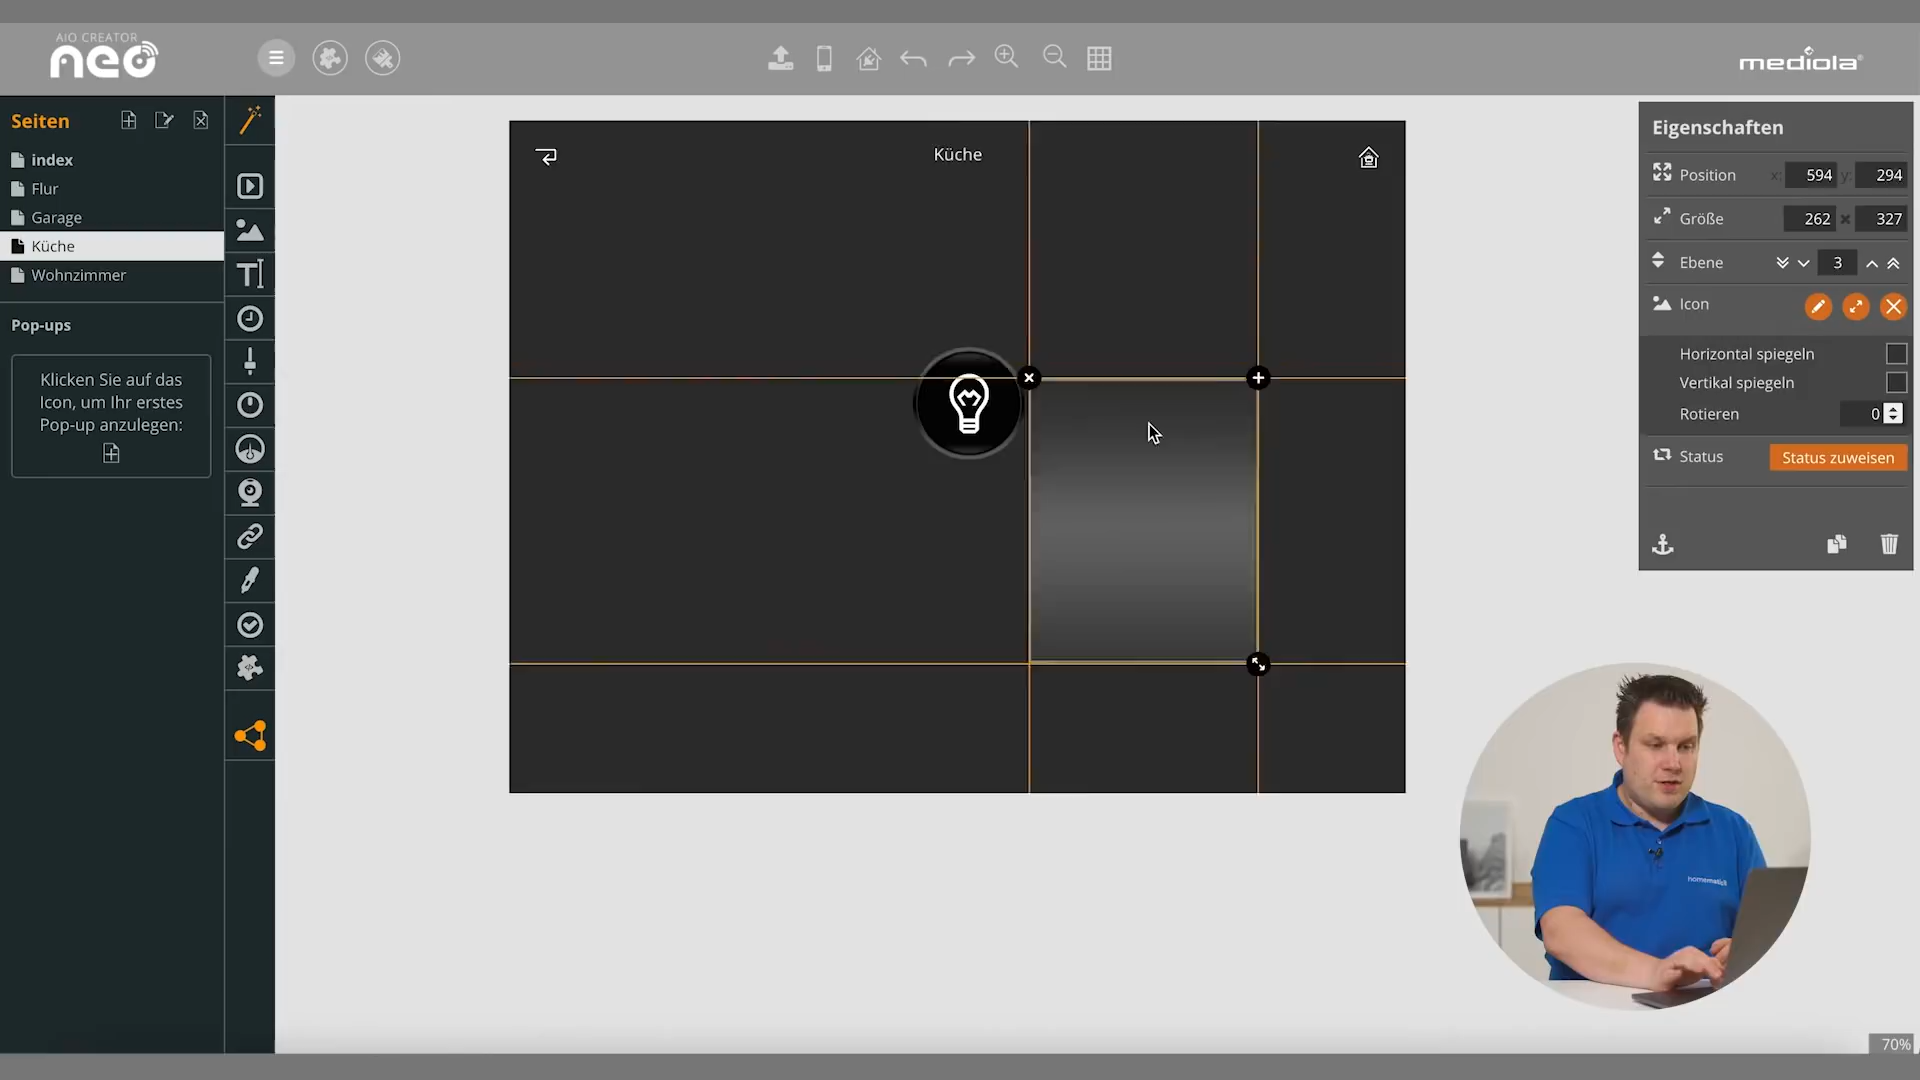 AIO CREATOR
neo
mediola®
Seiten
index
Flur
Garage
Küche
Wohnzimmer
Pop-ups
Klicken Sie auf das
Icon, um Ihr erstes
Pop-up anzulegen:
Küche
Eigenschaften
Position x: 594 y: 294
Größe 262 x 327
Ebene 3
Icon
Horizontal spiegeln
Vertikal spiegeln
Rotieren 0
Status Status zuweisen
70%